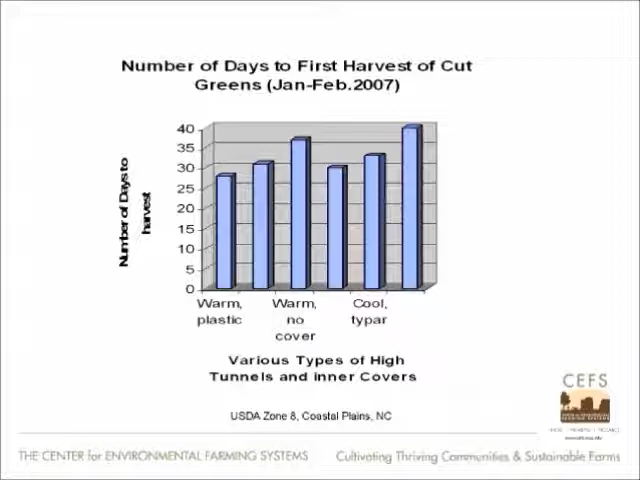 Number of Days to First Harvest of Cut
Greens (Jan-Feb.2007)
Number of Days to
harvest
40
35
30
25
20
15
10
5
0
Warm,
plastic
Warm,
no
cover
Cool,
typar
Various Types of High
Tunnels and inner Covers
USDA Zone 8, Coastal Plains, NC
CEFS
THE CENTER for ENVIRONMENTAL FARMING SYSTEMS
Cultivating Thriving Communities & Sustainable Farms